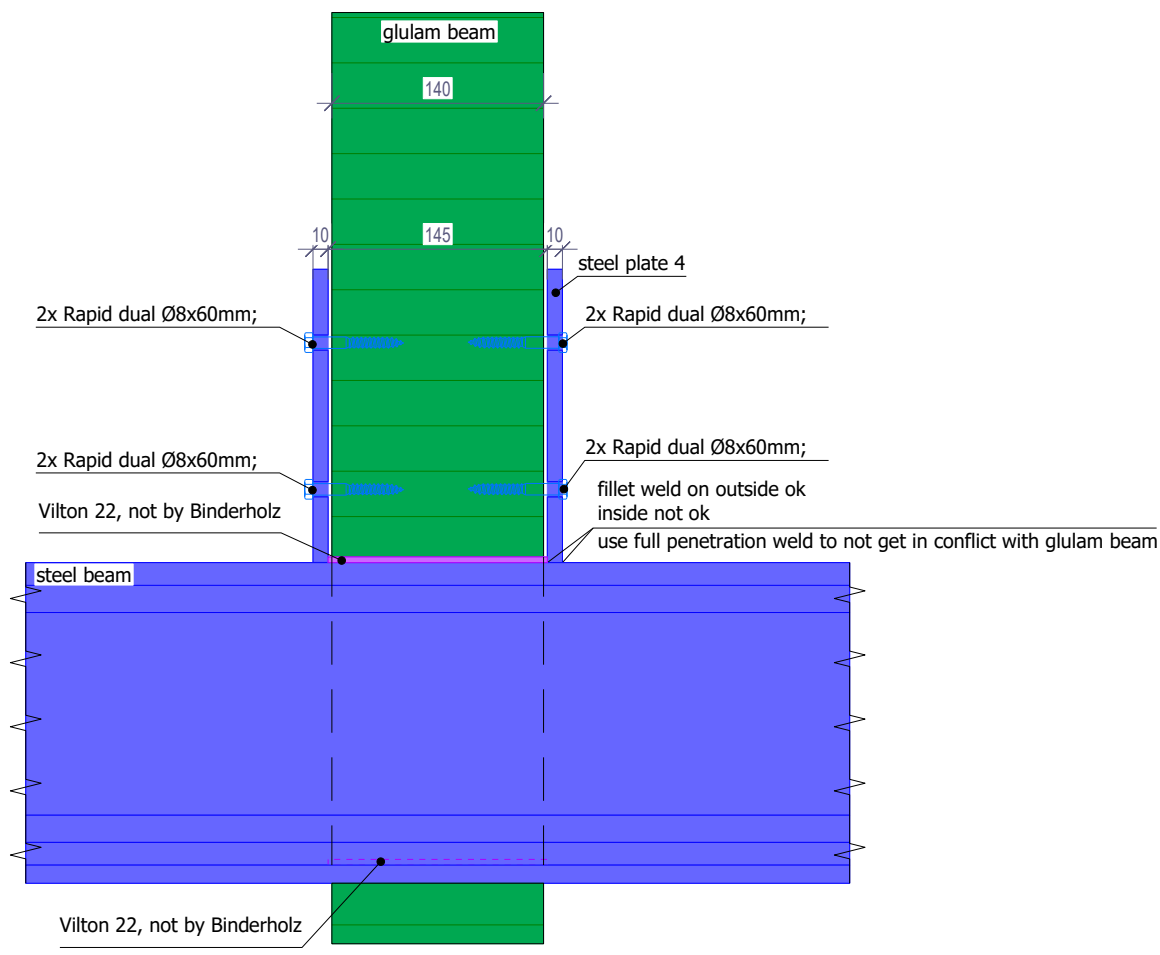 glulam beam
140
10
145
10
steel plate 4
2x Rapid dual Ø8x60mm;
2x Rapid dual Ø8x60mm;
2x Rapid dual Ø8x60mm;
2x Rapid dual Ø8x60mm;
fillet weld on outside ok
inside not ok
use full penetration weld to not get in conflict with glulam beam
Vilton 22, not by Binderholz
steel beam
Vilton 22, not by Binderholz